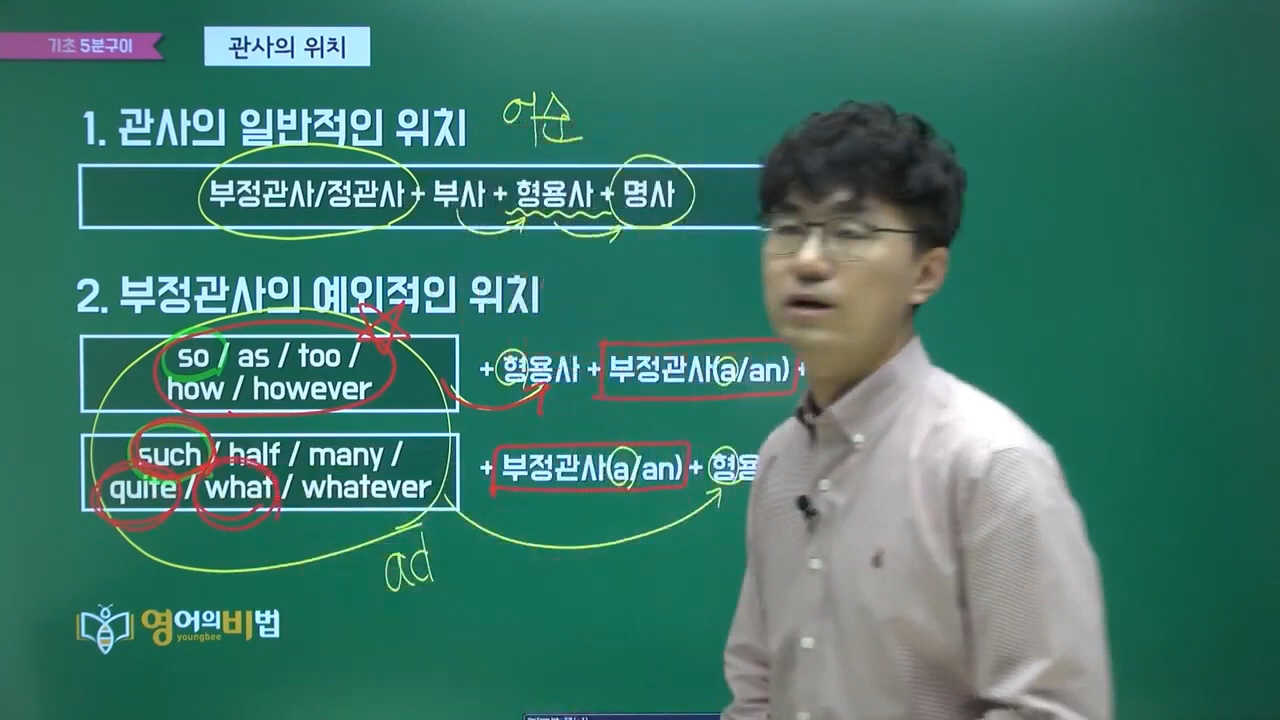 기초 5분구이
관사의 위치
1. 관사의 일반적인 위치 어순
부정관사/정관사 + 부사 + 형용사 + 명사
2. 부정관사의 예외적인 위치
so / as / too /
how / however
+ 형용사 + 부정관사(a/an) +
such / half / many /
quite / what / whatever
+ 부정관사(a/an) + 형용
ad
영어의비법
youngbee